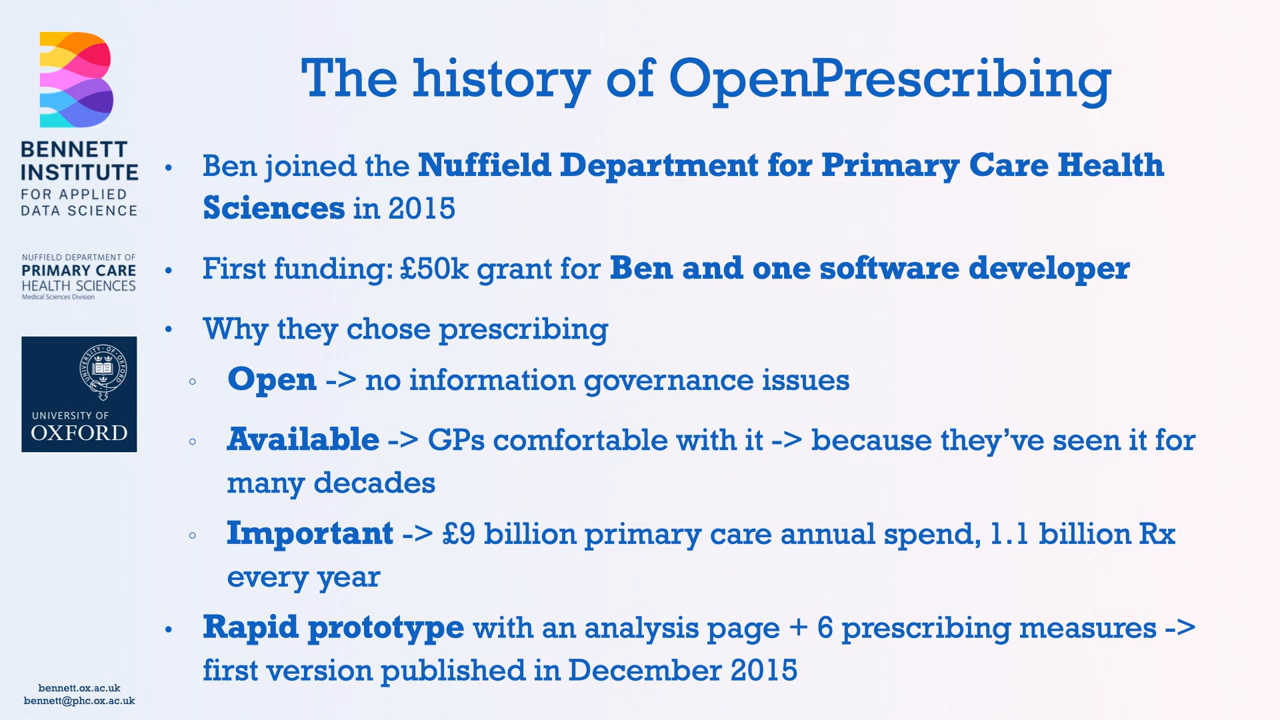 The history of OpenPrescribing
BENNETT
INSTITUTE
FOR APPLIED
DATA SCIENCE
NUFFIELD DEPARTMENT OF
PRIMARY CARE
HEALTH SCIENCES
Medical Sciences Division
UNIVERSITY OF
OXFORD
• Ben joined the Nuffield Department for Primary Care Health
Sciences in 2015
• First funding: £50k grant for Ben and one software developer
• Why they chose prescribing
◦ Open -> no information governance issues
◦ Available -> GPs comfortable with it -> because they’ve seen it for
many decades
◦ Important -> £9 billion primary care annual spend, 1.1 billion Rx
every year
• Rapid prototype with an analysis page + 6 prescribing measures ->
first version published in December 2015
bennett.ox.ac.uk
bennett@phc.ox.ac.uk